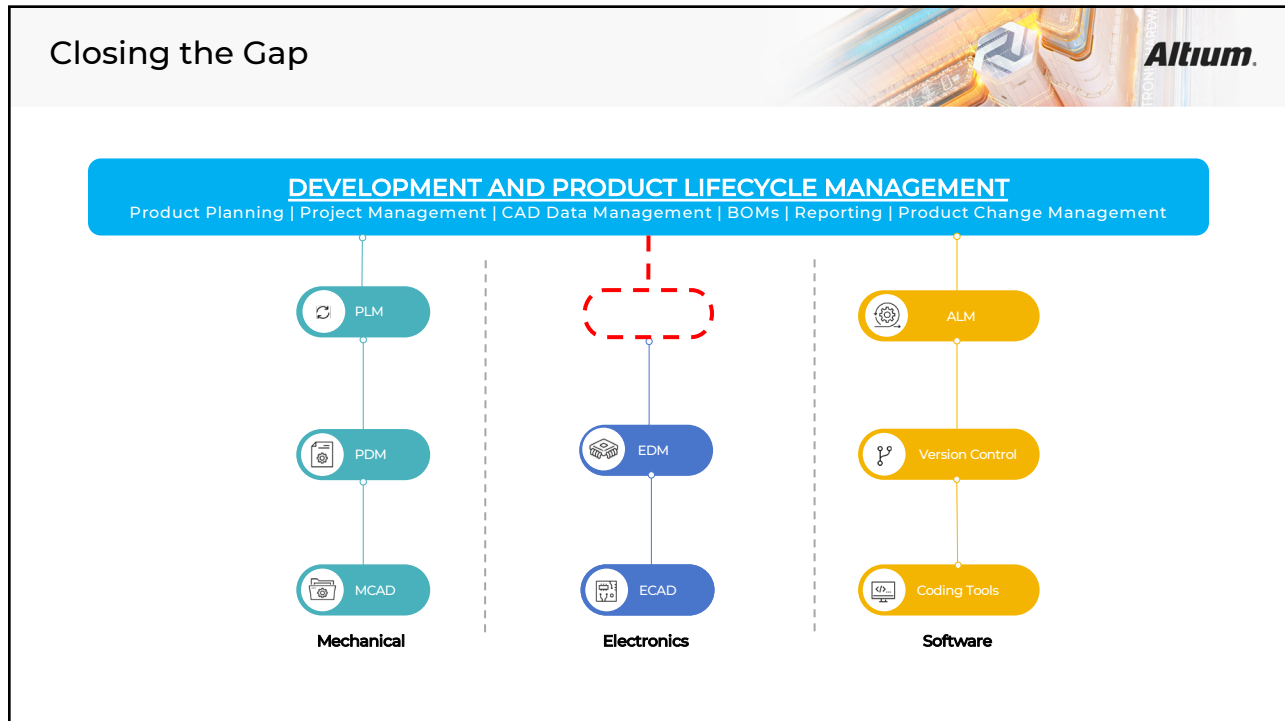 Closing the Gap
Altıum.
DEVELOPMENT AND PRODUCT LIFECYCLE MANAGEMENT
Product Planning | Project Management | CAD Data Management | BOMs | Reporting | Product Change Management
PLM
ALM
PDM
EDM
Version Control
MCAD
ECAD
Coding Tools
Mechanical
Electronics
Software